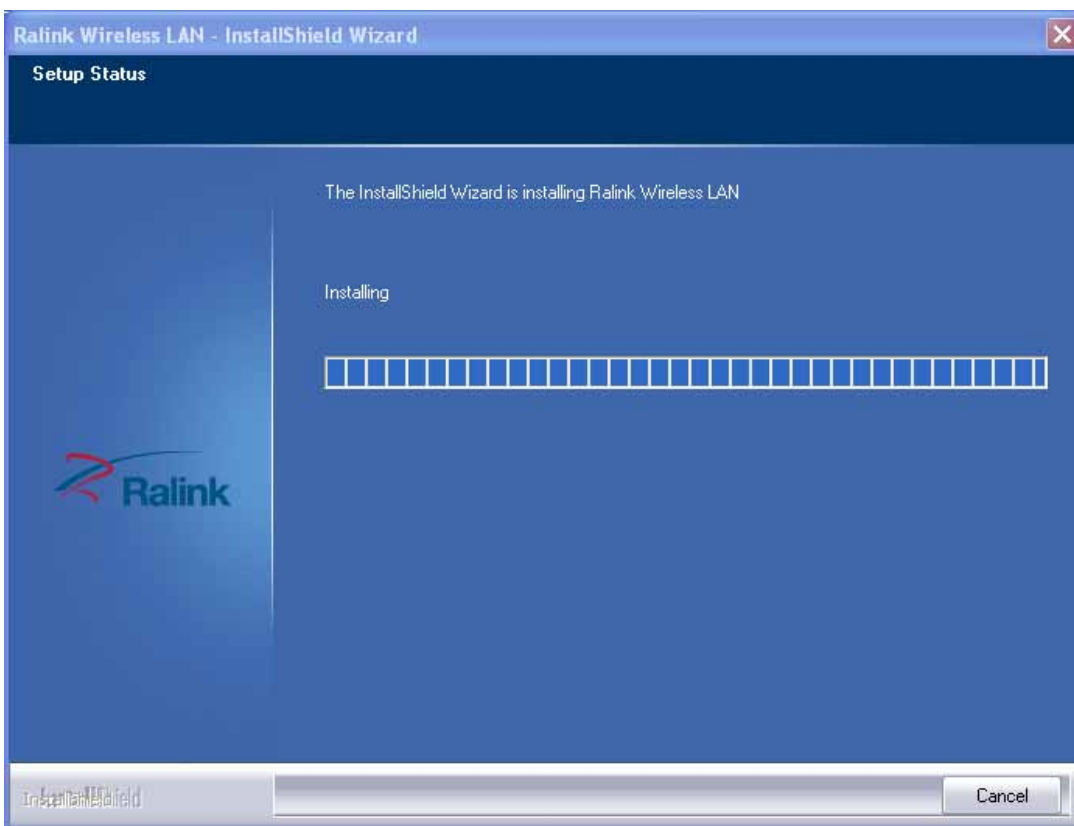 Ralink Wireless LAN - InstallShield Wizard
Setup Status
The InstallShield Wizard is installing Ralink Wireless LAN
Installing
Ralink
Cancel